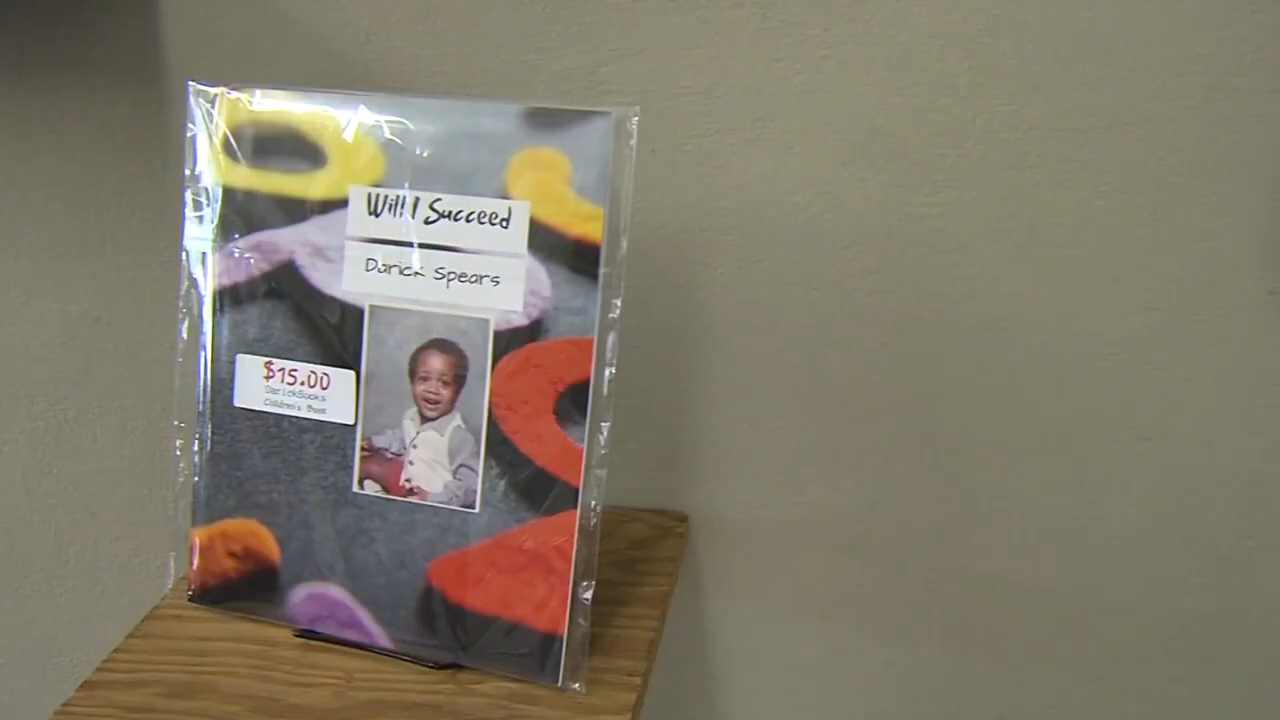 Will I Succeed
Darick Spears
$15.00
DarickBooks
Children's Book